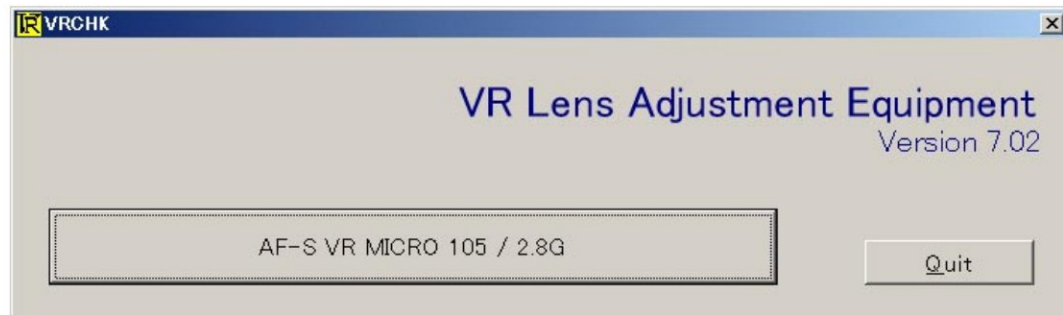 VRCHK
VR Lens Adjustment Equipment
Version 7.02
AF-S VR MICRO 105 / 2.8G
Quit